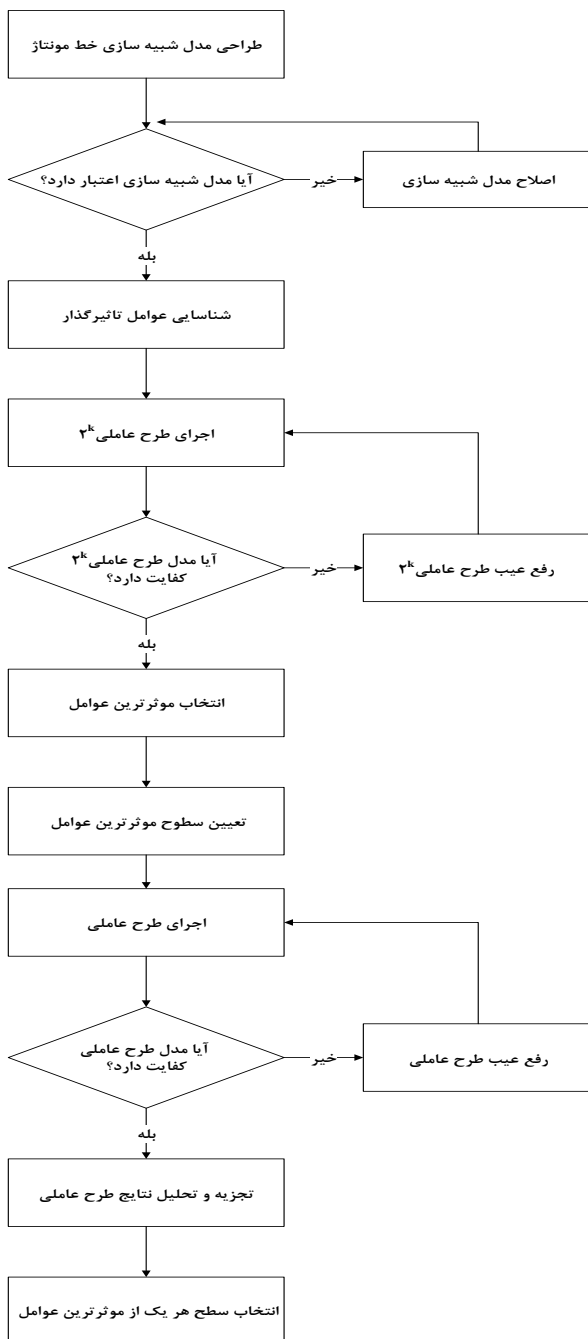 طراحی مدل شبیه سازی خط مونتاژ
آیا مدل شبیه سازی اعتبار دارد؟
خیر
اصلاح مدل شبیه سازی
بله
شناسایی عوامل تاثیرگذار
اجرای طرح عاملی ۲ᵏ
آیا مدل طرح عاملی ۲ᵏ
کفایت دارد؟
خیر
رفع عیب طرح عاملی ۲ᵏ
بله
انتخاب موثرترین عوامل
تعیین سطوح موثرترین عوامل
اجرای طرح عاملی
آیا مدل طرح عاملی
کفایت دارد؟
خیر
رفع عیب طرح عاملی
بله
تجزیه و تحلیل نتایج طرح عاملی
انتخاب سطح هر یک از موثرترین عوامل